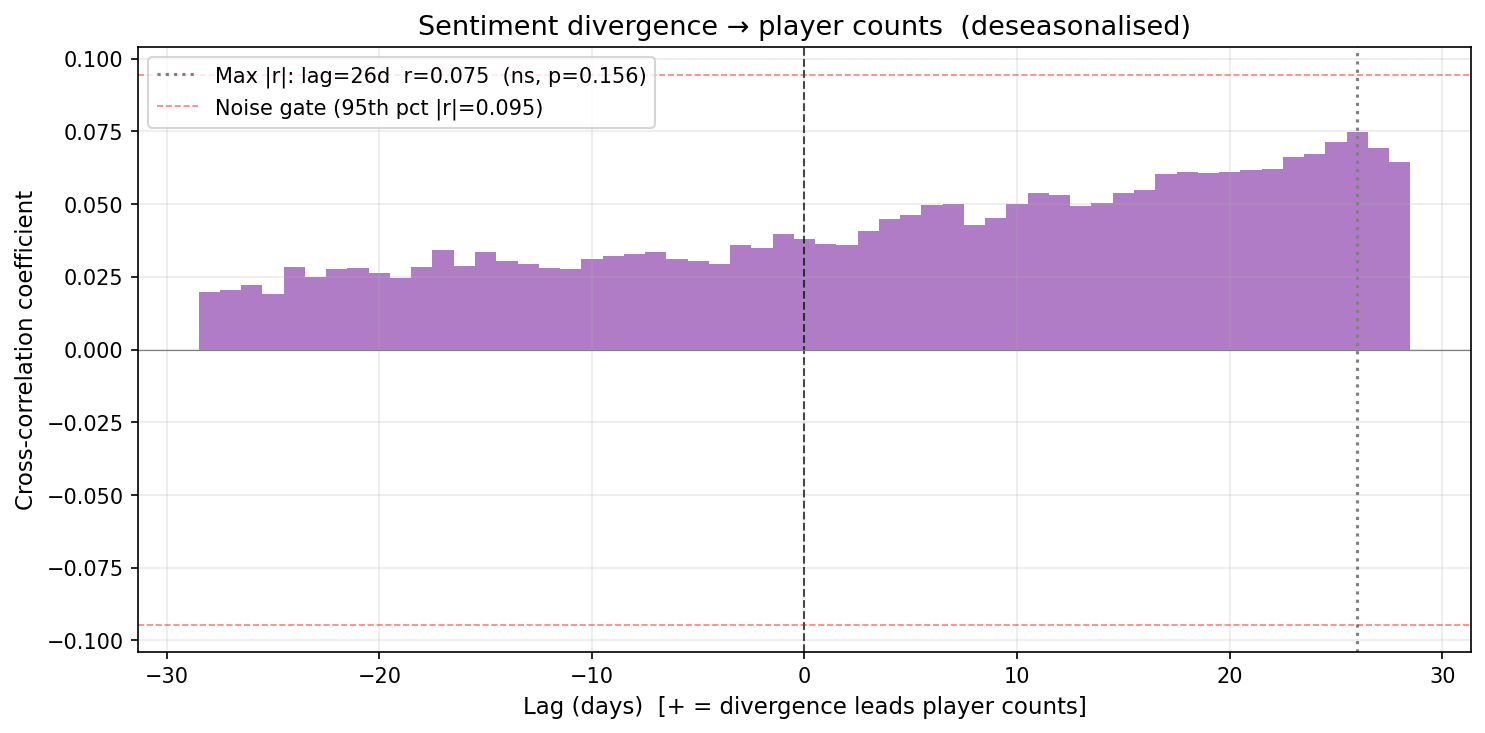 Sentiment divergence → player counts  (deseasonalised)
Max |r|: lag=26d  r=0.075  (ns, p=0.156)
Noise gate (95th pct |r|=0.095)
Cross-correlation coefficient
0.100
0.075
0.050
0.025
0.000
−0.025
−0.050
−0.075
−0.100
−30 −20 −10 0 10 20 30
Lag (days)  [+ = divergence leads player counts]